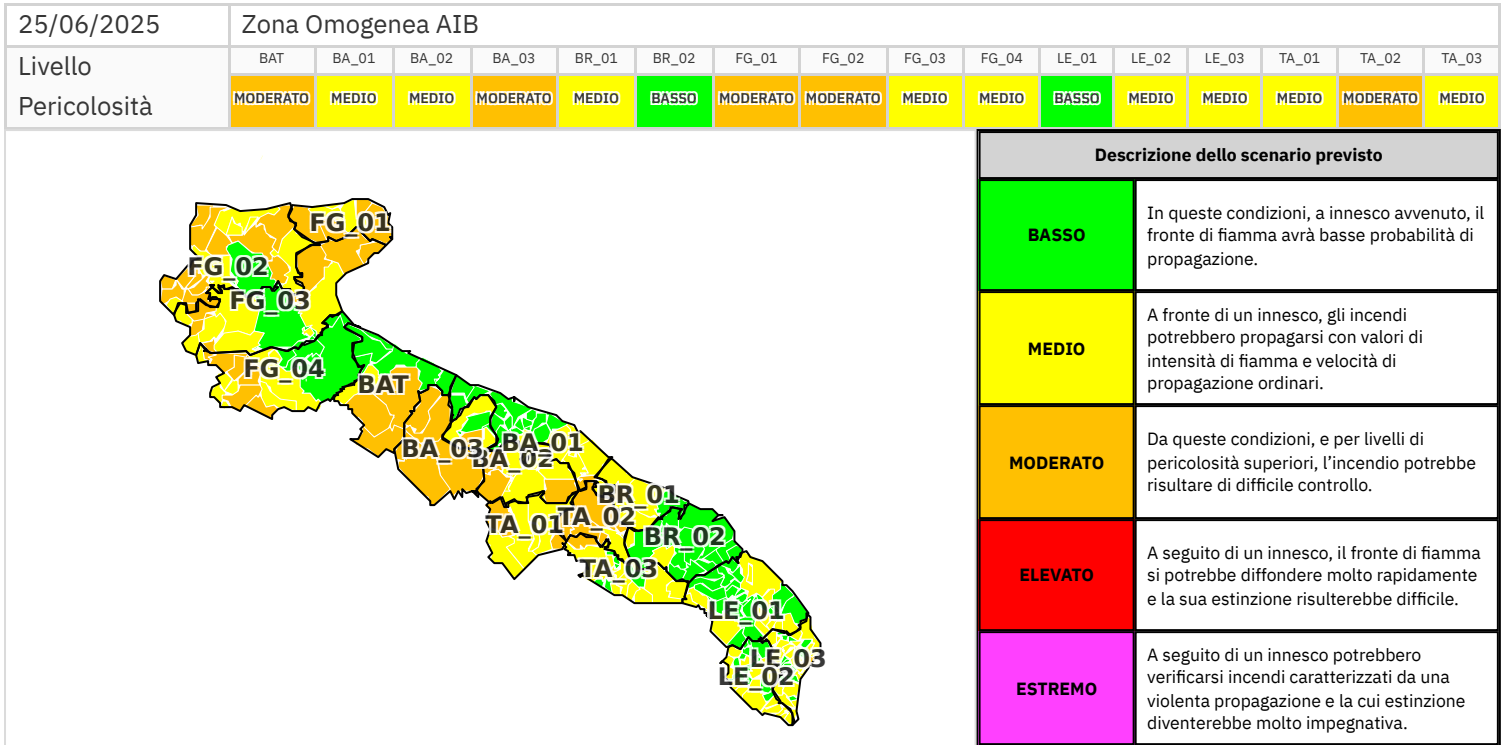 25/06/2025
Zona Omogenea AIB
Livello Pericolosità
BAT BA_01 BA_02 BA_03 BR_01 BR_02 FG_01 FG_02 FG_03 FG_04 LE_01 LE_02 LE_03 TA_01 TA_02 TA_03
MODERATO MEDIO MEDIO MODERATO MEDIO BASSO MODERATO MODERATO MEDIO MEDIO BASSO MEDIO MEDIO MEDIO MODERATO MEDIO
FG_01
FG_02
FG_03
FG_04
BAT
BA_03
BA_01
BA_02
BR_01
TA_01
TA_02
BR_02
TA_03
LE_01
LE_03
LE_02
Descrizione dello scenario previsto
BASSO
In queste condizioni, a innesco avvenuto, il
fronte di fiamma avrà basse probabilità di
propagazione.
MEDIO
A fronte di un innesco, gli incendi
potrebbero propagarsi con valori di
intensità di fiamma e velocità di
propagazione ordinari.
MODERATO
Da queste condizioni, e per livelli di
pericolosità superiori, l’incendio potrebbe
risultare di difficile controllo.
ELEVATO
A seguito di un innesco, il fronte di fiamma
si potrebbe diffondere molto rapidamente
e la sua estinzione risulterebbe difficile.
ESTREMO
A seguito di un innesco potrebbero
verificarsi incendi caratterizzati da una
violenta propagazione e la cui estinzione
diventerebbe molto impegnativa.